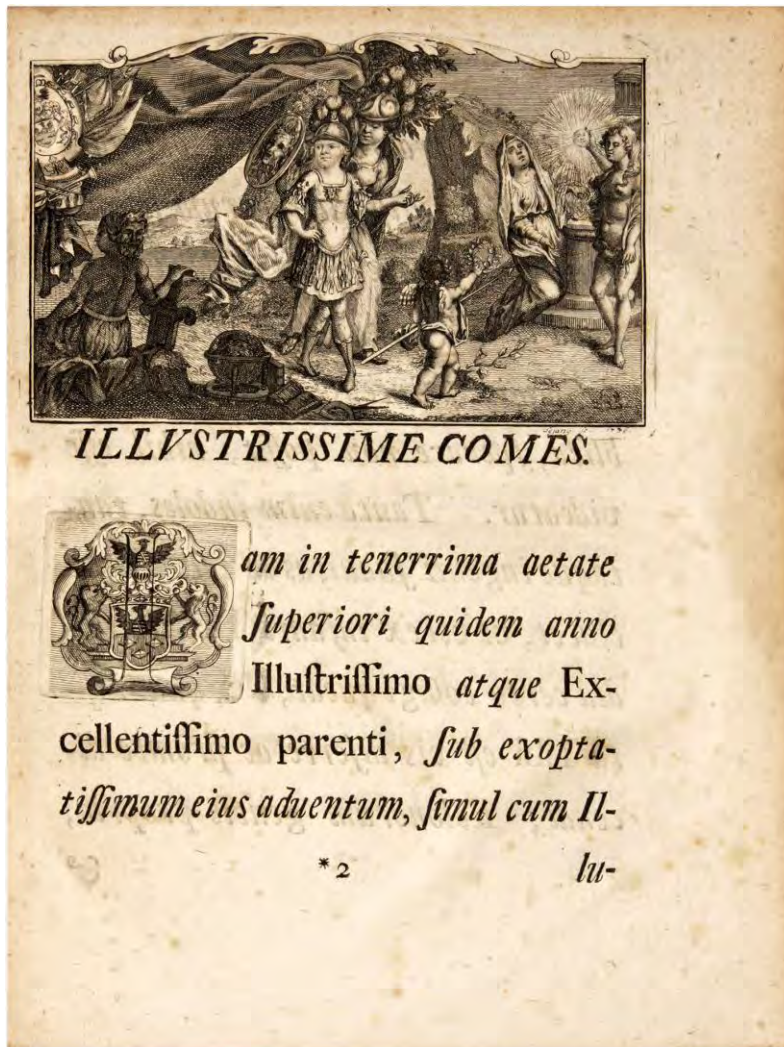 ILLVSTRISSIME COMES.
Iam in tenerrima aetate
ſuperiori quidem anno
Illuſtriſſimo atque Ex-
cellentiſſimo parenti, ſub exopta-
tiſſimum eius aduentum, ſimul cum Il-
*2 lu-